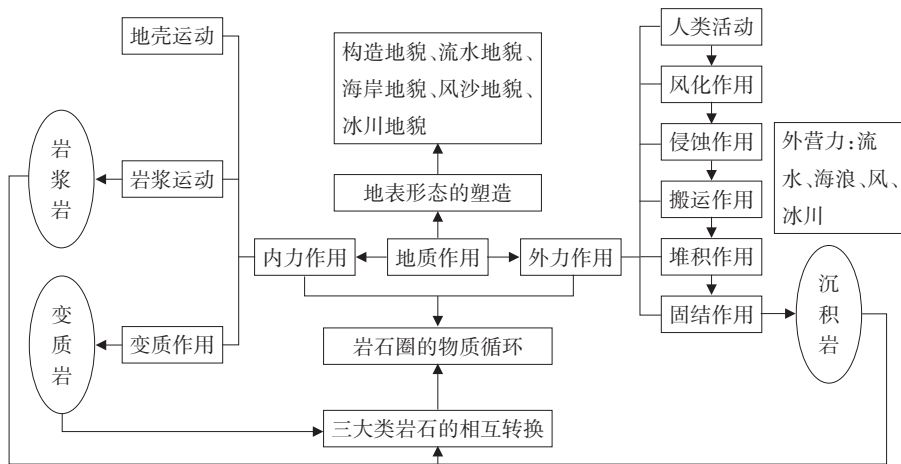 地壳运动
岩浆运动
岩
浆
岩
变质作用
变
质
岩
内力作用
构造地貌、流水地貌、
海岸地貌、风沙地貌、
冰川地貌
地表形态的塑造
地质作用
岩石圈的物质循环
三大类岩石的相互转换
外力作用
人类活动
风化作用
侵蚀作用
搬运作用
堆积作用
固结作用
外营力:流
水、海浪、风、
冰川
沉
积
岩